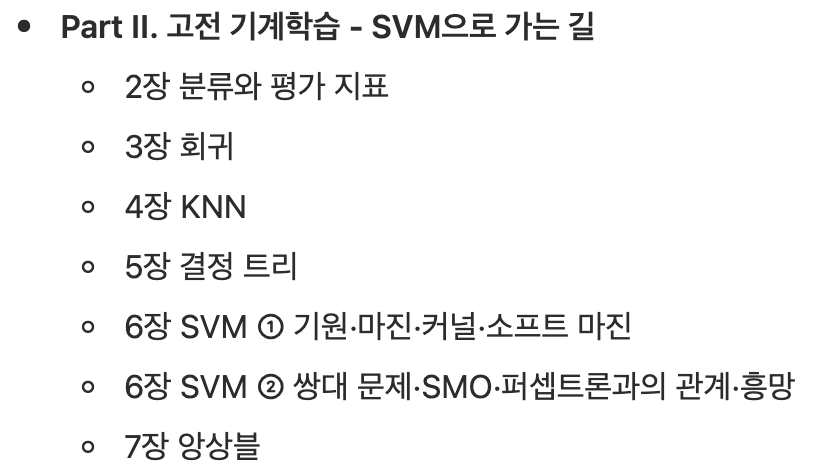 • Part II. 고전 기계학습 - SVM으로 가는 길
◦ 2장 분류와 평가 지표
◦ 3장 회귀
◦ 4장 KNN
◦ 5장 결정 트리
◦ 6장 SVM ① 기원·마진·커널·소프트 마진
◦ 6장 SVM ② 쌍대 문제·SMO·퍼셉트론과의 관계·흥망
◦ 7장 앙상블